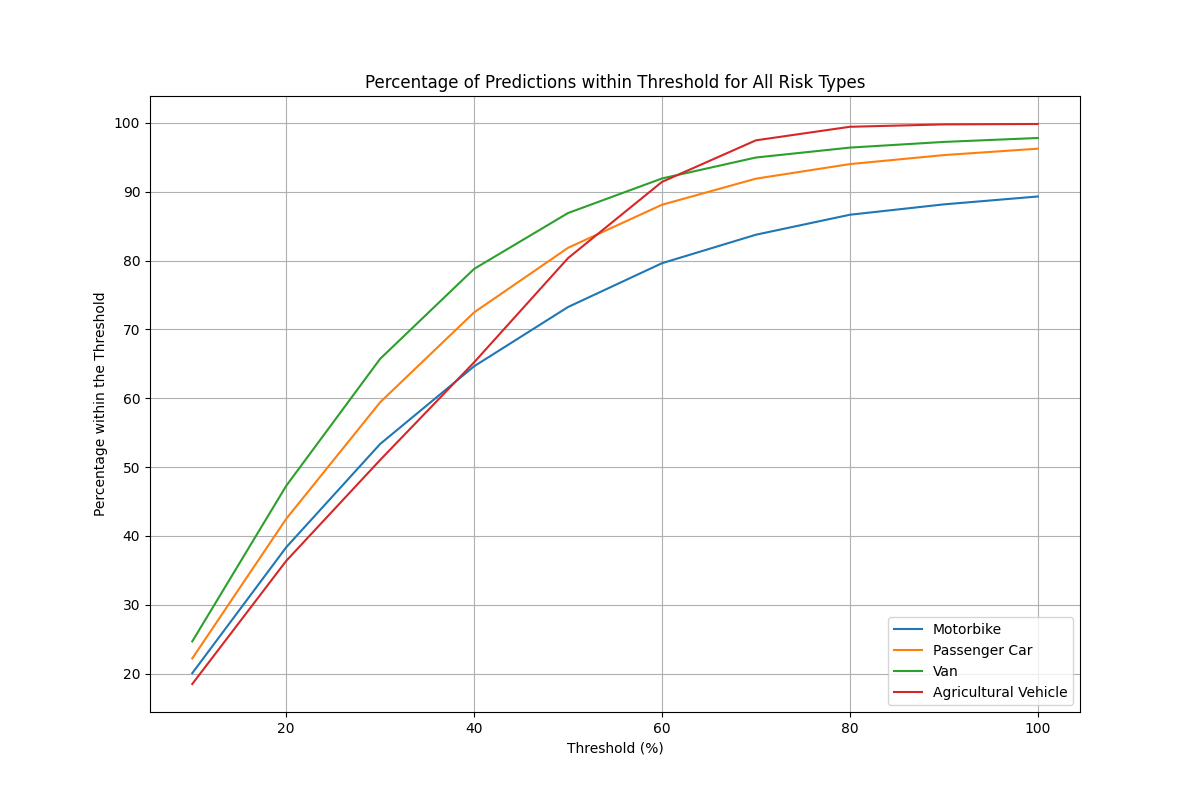 Percentage of Predictions within Threshold for All Risk Types
Percentage within the Threshold
100
90
80
70
60
50
40
30
20
20
40
60
80
100
Threshold (%)
Motorbike
Passenger Car
Van
Agricultural Vehicle